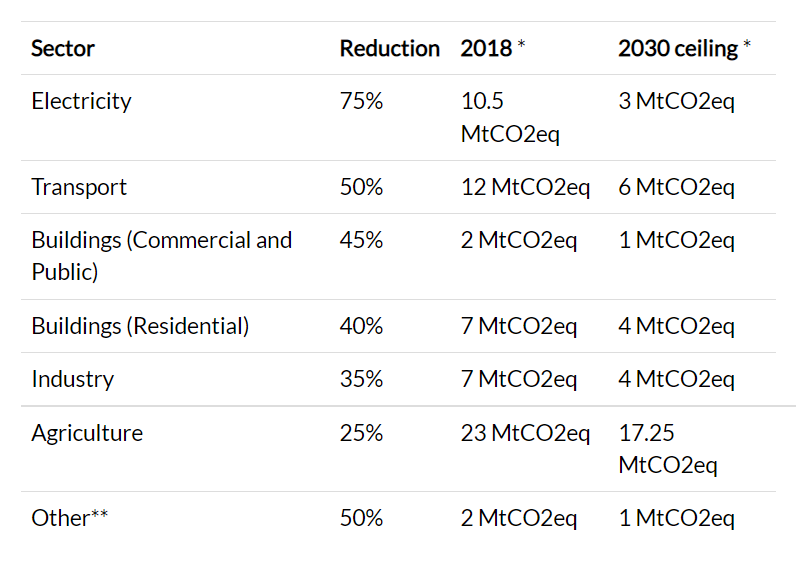 Sector Reduction 2018 * 2030 ceiling *
Electricity 75% 10.5 3 MtCO2eq
MtCO2eq
Transport 50% 12 MtCO2eq 6 MtCO2eq
Buildings (Commercial and 45% 2 MtCO2eq 1 MtCO2eq
Public)
Buildings (Residential) 40% 7 MtCO2eq 4 MtCO2eq
Industry 35% 7 MtCO2eq 4 MtCO2eq
Agriculture 25% 23 MtCO2eq 17.25
MtCO2eq
Other** 50% 2 MtCO2eq 1 MtCO2eq